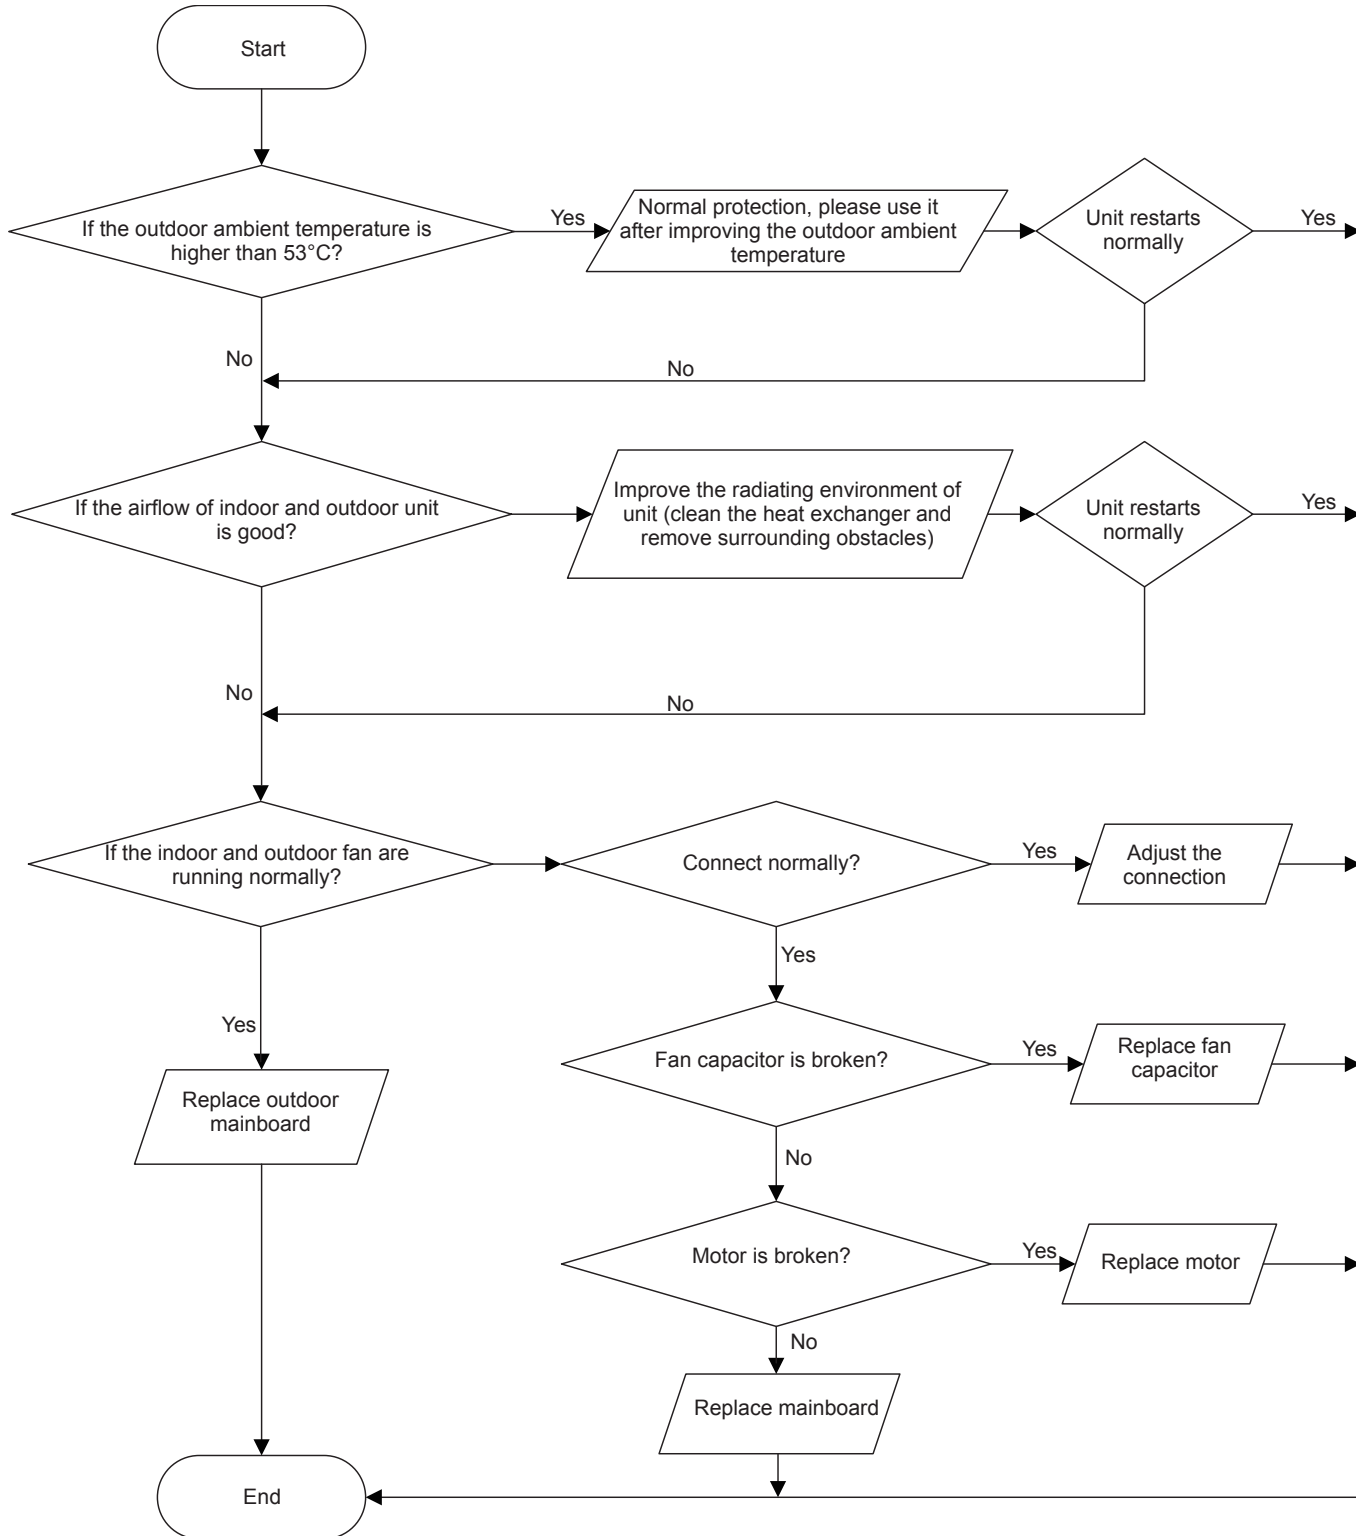 Start
If the outdoor ambient temperature is
higher than 53°C?
Yes
Normal protection, please use it
after improving the outdoor ambient
temperature
Unit restarts
normally
Yes
No
No
If the airflow of indoor and outdoor unit
is good?
Improve the radiating environment of
unit (clean the heat exchanger and
remove surrounding obstacles)
Unit restarts
normally
Yes
No
No
If the indoor and outdoor fan are
running normally?
Connect normally?
Yes
Adjust the
connection
Yes
Yes
Fan capacitor is broken?
Yes
Replace fan
capacitor
Replace outdoor
mainboard
No
Motor is broken?
Yes
Replace motor
No
Replace mainboard
End